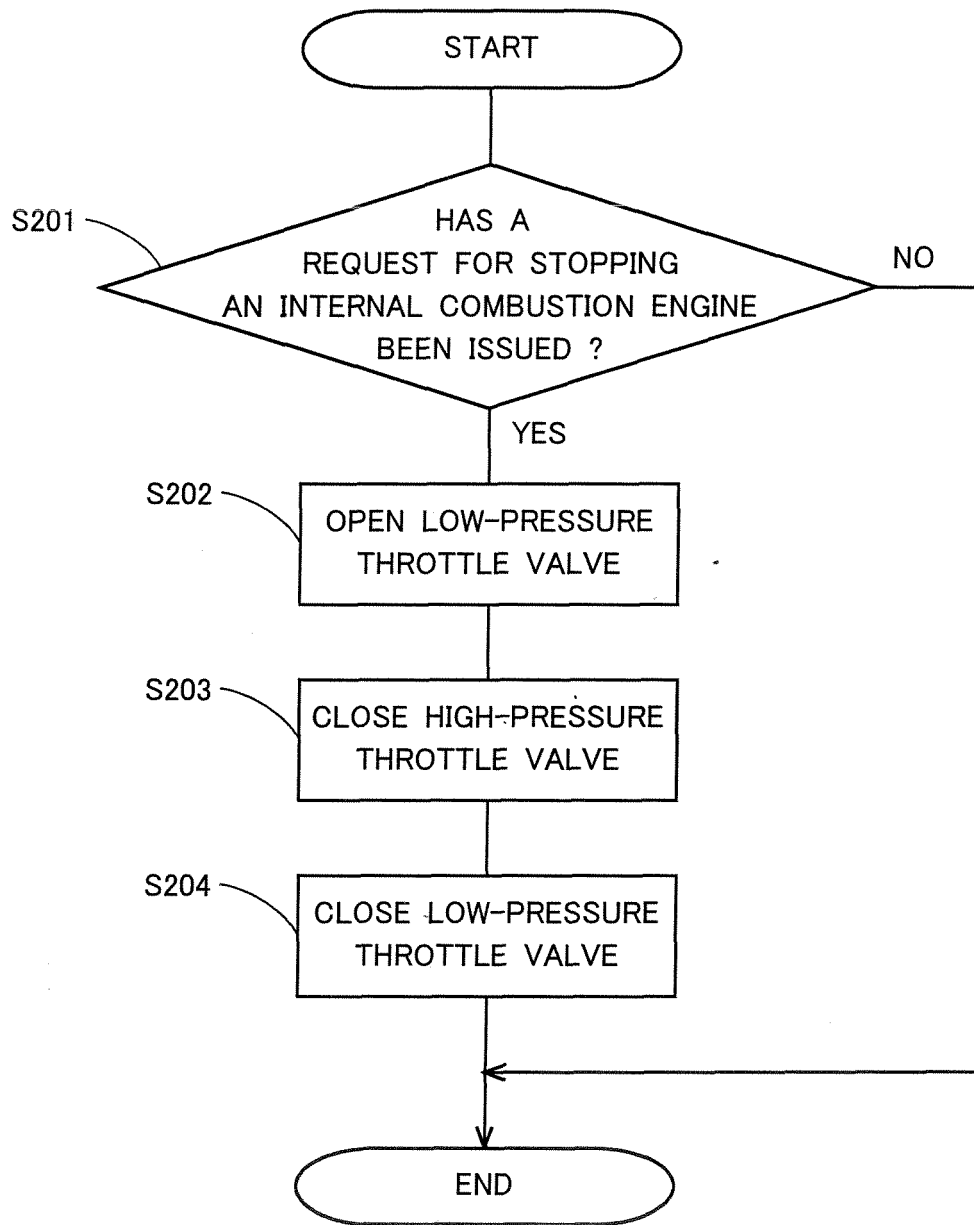 START
S201
HAS A
REQUEST FOR STOPPING
AN INTERNAL COMBUSTION ENGINE
BEEN ISSUED ?
NO
YES
S202
OPEN LOW-PRESSURE
THROTTLE VALVE
S203
CLOSE HIGH-PRESSURE
THROTTLE VALVE
S204
CLOSE LOW-PRESSURE
THROTTLE VALVE
END